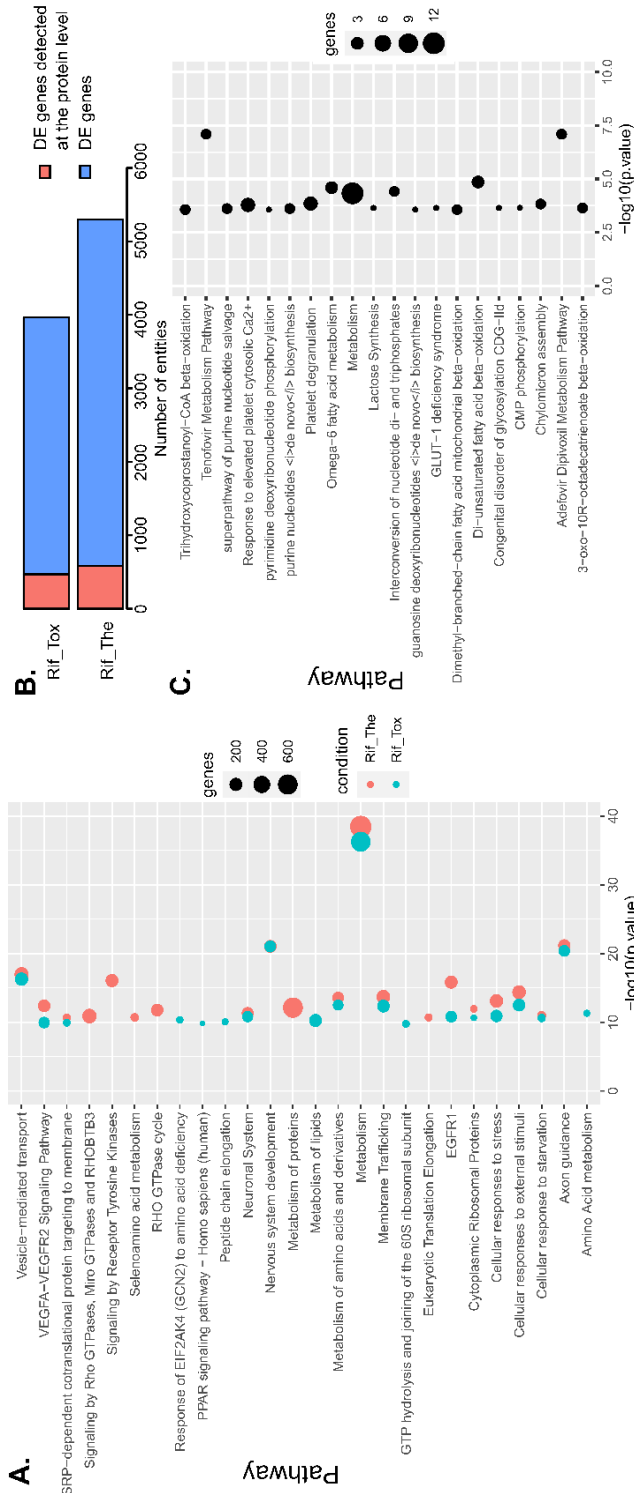 A.
Pathway
Vesicle−mediated transport
VEGFA−VEGFR2 Signaling Pathway
SRP−dependent cotranslational protein targeting to membrane
Signaling by Rho GTPases, Miro GTPases and RHOBTB3
Signaling by Receptor Tyrosine Kinases
Selenoamino acid metabolism
RHO GTPase cycle
Response of EIF2AK4 (GCN2) to amino acid deficiency
PPAR signaling pathway − Homo sapiens (human)
Peptide chain elongation
Neuronal System
Nervous system development
Metabolism of proteins
Metabolism of lipids
Metabolism of amino acids and derivatives
Metabolism
Membrane Trafficking
GTP hydrolysis and joining of the 60S ribosomal subunit
Eukaryotic Translation Elongation
EGFR1
Cytoplasmic Ribosomal Proteins
Cellular responses to stress
Cellular responses to external stimuli
Cellular response to starvation
Axon guidance
Amino Acid metabolism
0 10 20 30 40
−log10(p.value)
genes
200
400
600
condition
Rif_The
Rif_Tox
B.
Rif_Tox
Rif_The
0 1000 2000 3000 4000 5000 6000
Number of entities
DE genes detected
at the protein level
DE genes
C.
Pathway
Trihydroxycoprostanoyl−CoA beta−oxidation
Tenofovir Metabolism Pathway
superpathway of purine nucleotide salvage
Response to elevated platelet cytosolic Ca2+
pyrimidine deoxyribonucleotide phosphorylation
purine nucleotides <i>de novo</i> biosynthesis
Platelet degranulation
Omega−6 fatty acid metabolism
Metabolism
Lactose Synthesis
Interconversion of nucleotide di− and triphosphates
guanosine deoxyribonucleotides <i>de novo</i> biosynthesis
GLUT−1 deficiency syndrome
Dimethyl−branched−chain fatty acid mitochondrial beta−oxidation
Di−unsaturated fatty acid beta−oxidation
Congenital disorder of glycosylation CDG−IId
CMP phosphorylation
Chylomicron assembly
Adefovir Dipivoxil Metabolism Pathway
3−oxo−10R−octadecatrienoate beta−oxidation
0.0 2.5 5.0 7.5 10.0
−log10(p.value)
genes
3
6
9
12